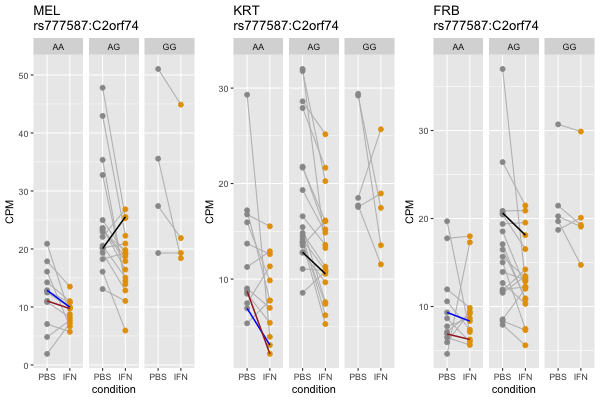 MEL
rs777587:C2orf74
AA AG GG
CPM
50
40
30
20
10
0
PBS IFN PBS IFN PBS IFN
condition
KRT
rs777587:C2orf74
AA AG GG
CPM
30
20
10
PBS IFN PBS IFN PBS IFN
condition
FRB
rs777587:C2orf74
AA AG GG
CPM
30
20
10
PBS IFN PBS IFN PBS IFN
condition